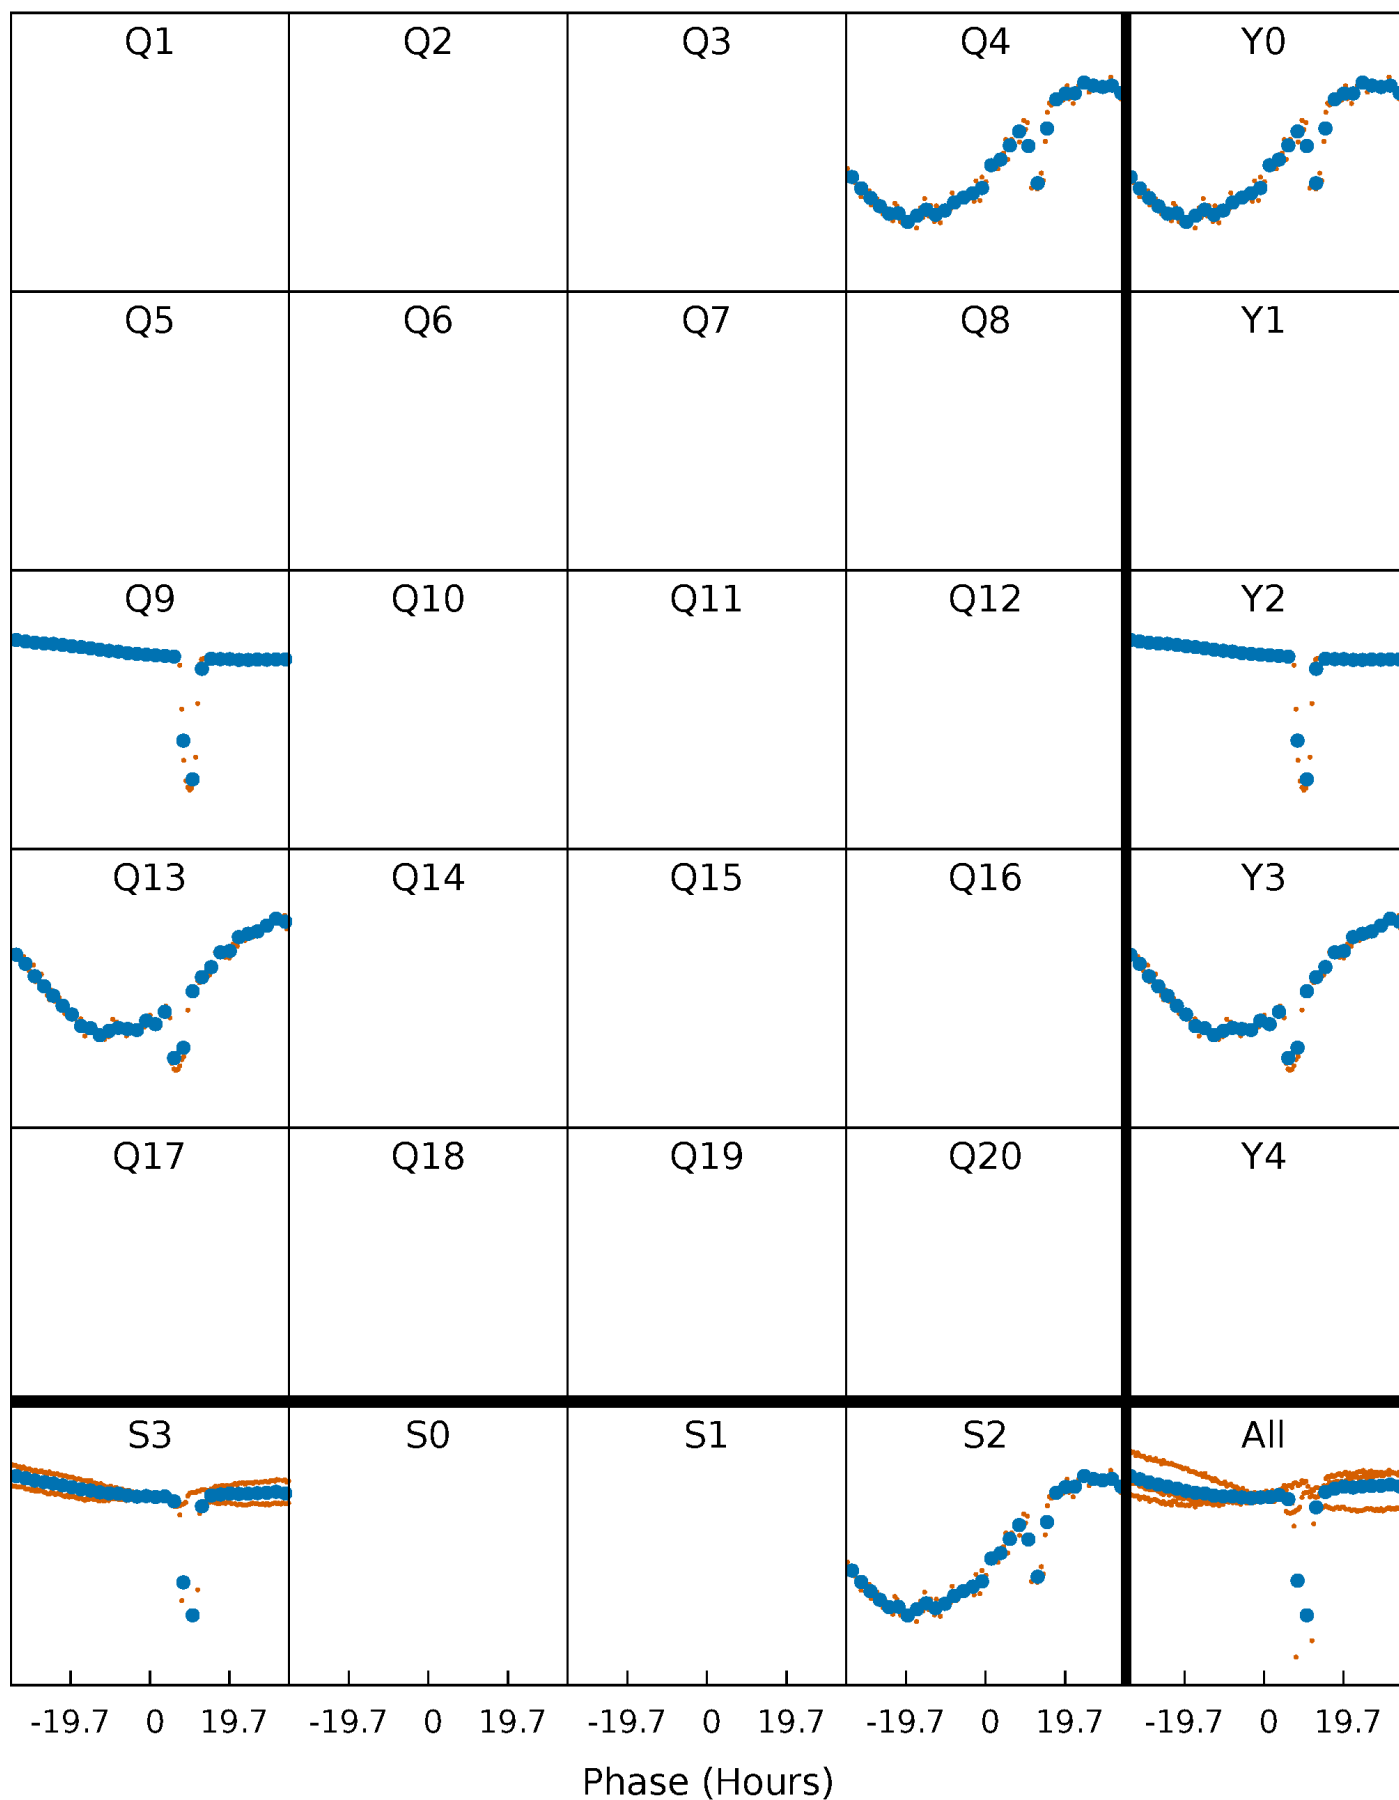 Q1 Q2 Q3 Q4 Y0
Q5 Q6 Q7 Q8 Y1
Q9 Q10 Q11 Q12 Y2
Q13 Q14 Q15 Q16 Y3
Q17 Q18 Q19 Q20 Y4
S3 S0 S1 S2 All
-19.7 0 19.7 -19.7 0 19.7 -19.7 0 19.7 -19.7 0 19.7 -19.7 0 19.7
Phase (Hours)